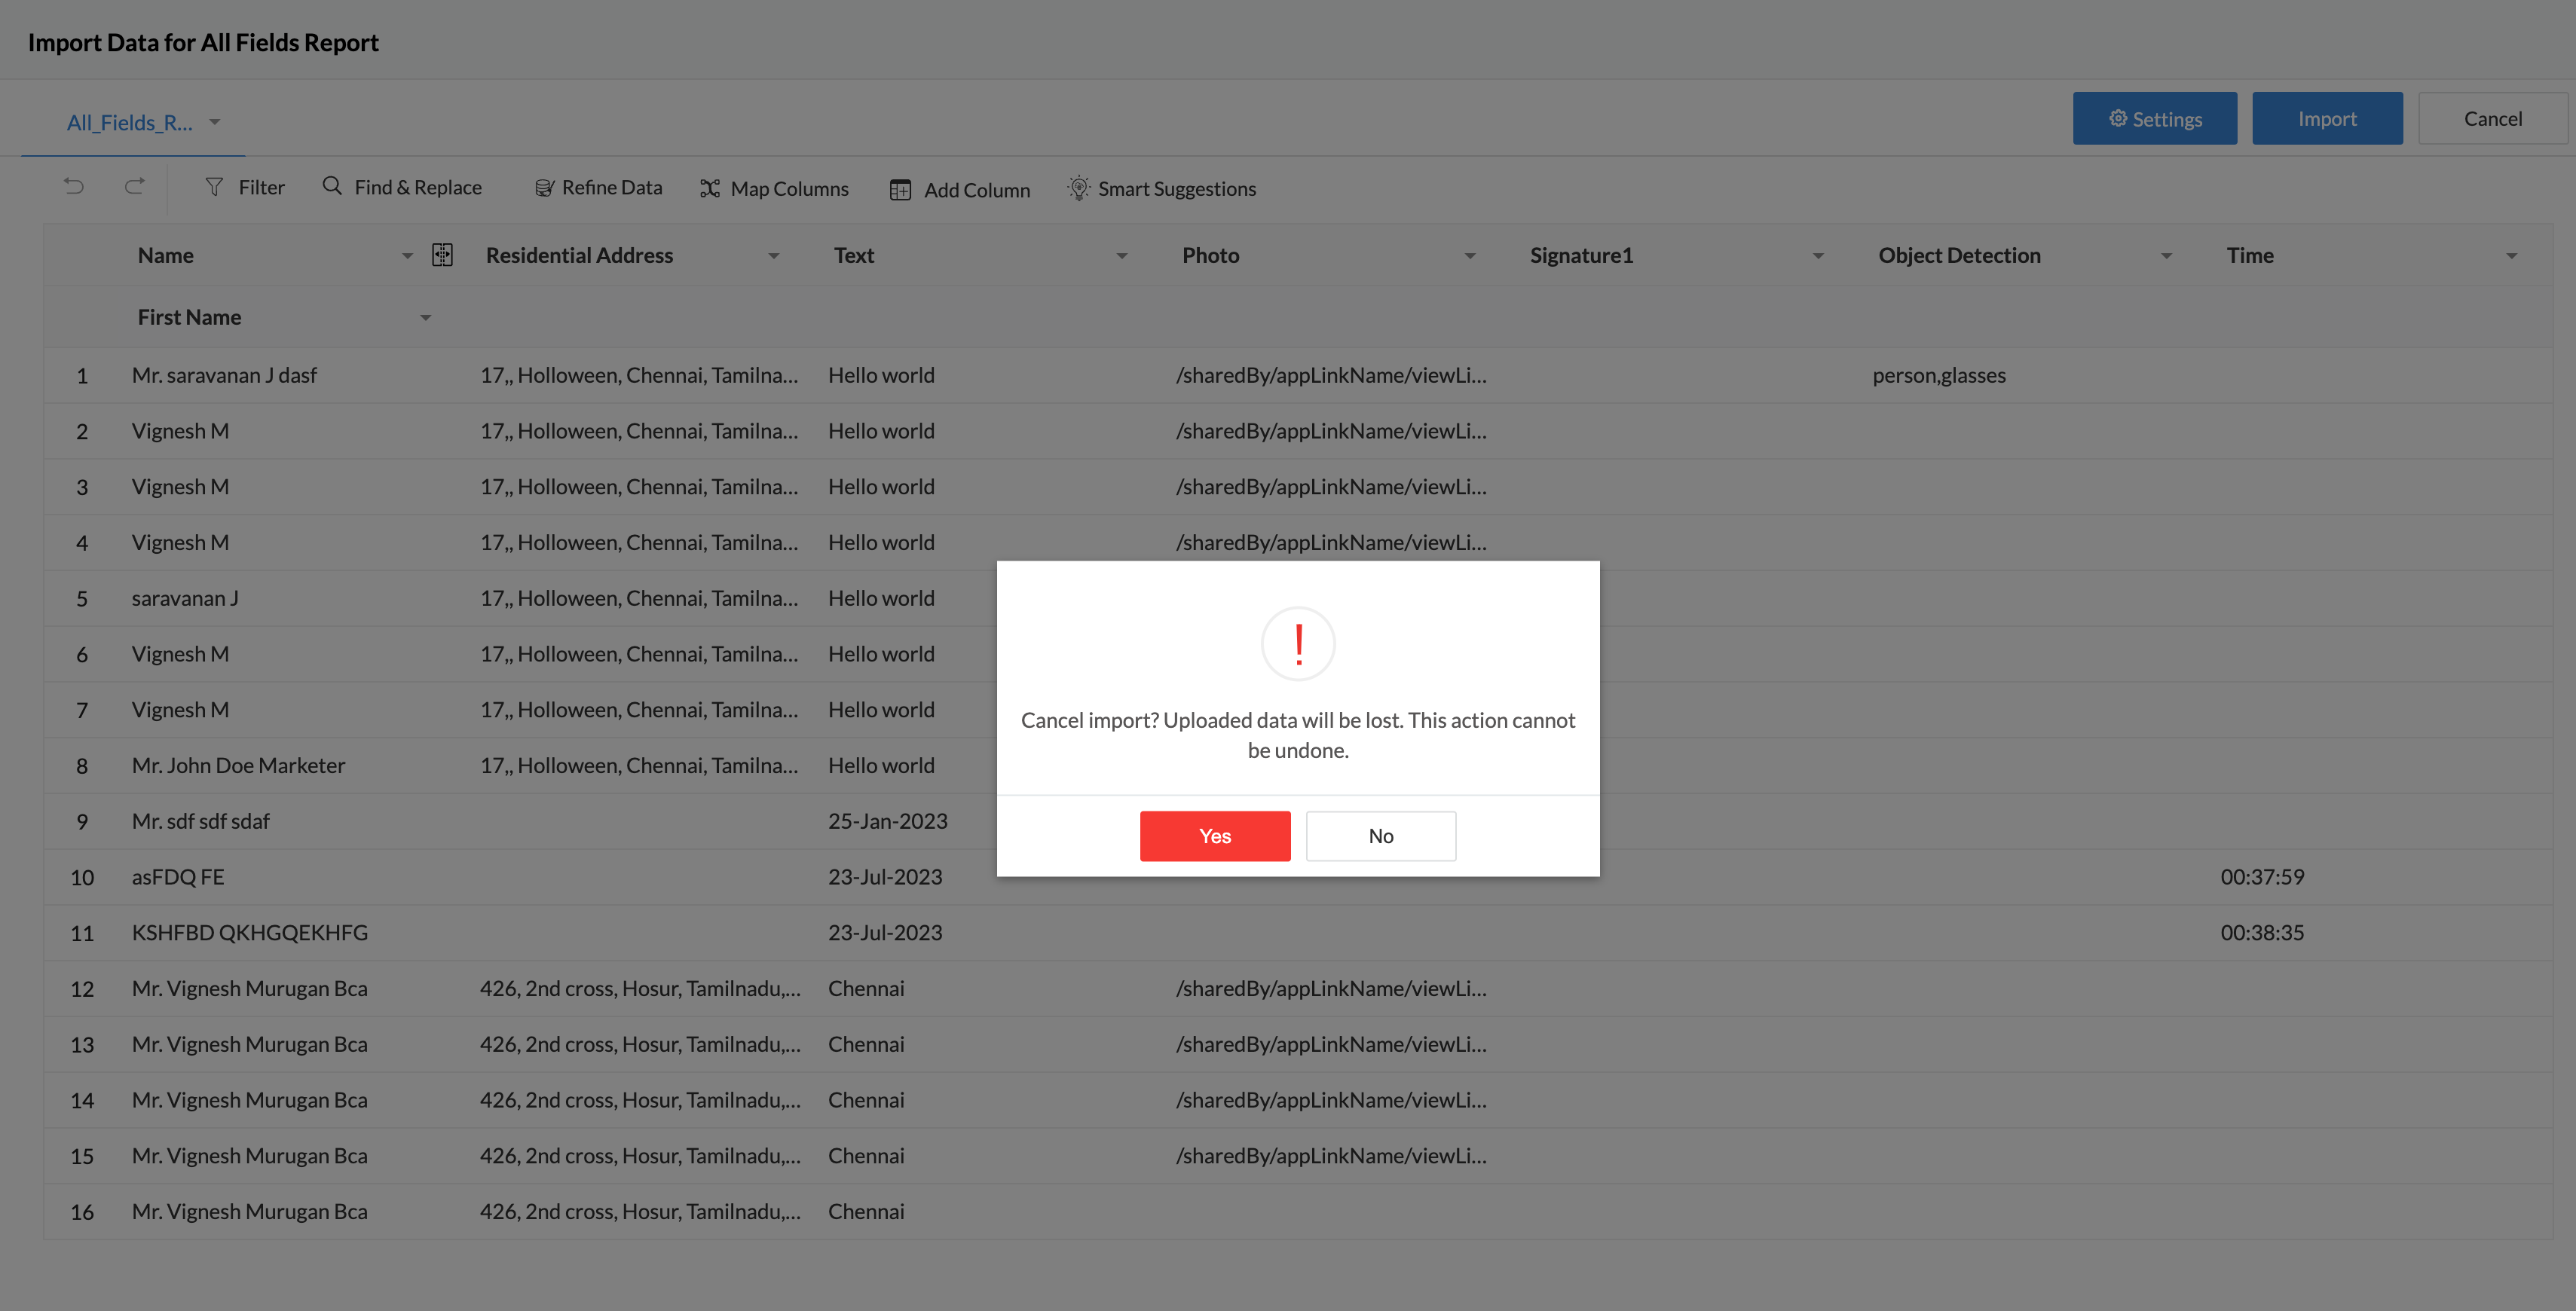 Import Data for All Fields Report
All_Fields_R...
Settings Import Cancel
Filter Find & Replace Refine Data Map Columns Add Column Smart Suggestions
Name Residential Address Text Photo Signature1 Object Detection Time
First Name
1 Mr. saravanan J dasf 17,, Holloween, Chennai, Tamilna... Hello world /sharedBy/appLinkName/viewLi... person,glasses
2 Vignesh M 17,, Holloween, Chennai, Tamilna... Hello world /sharedBy/appLinkName/viewLi...
3 Vignesh M 17,, Holloween, Chennai, Tamilna... Hello world /sharedBy/appLinkName/viewLi...
4 Vignesh M 17,, Holloween, Chennai, Tamilna... Hello world /sharedBy/appLinkName/viewLi...
5 saravanan J 17,, Holloween, Chennai, Tamilna... Hello world
6 Vignesh M 17,, Holloween, Chennai, Tamilna... Hello world
7 Vignesh M 17,, Holloween, Chennai, Tamilna... Hello world
8 Mr. John Doe Marketer 17,, Holloween, Chennai, Tamilna... Hello world
9 Mr. sdf sdf sdaf 25-Jan-2023
10 asFDQ FE 23-Jul-2023 00:37:59
11 KSHFBD QKHGQEKHFG 23-Jul-2023 00:38:35
12 Mr. Vignesh Murugan Bca 426, 2nd cross, Hosur, Tamilnadu,... Chennai /sharedBy/appLinkName/viewLi...
13 Mr. Vignesh Murugan Bca 426, 2nd cross, Hosur, Tamilnadu,... Chennai /sharedBy/appLinkName/viewLi...
14 Mr. Vignesh Murugan Bca 426, 2nd cross, Hosur, Tamilnadu,... Chennai /sharedBy/appLinkName/viewLi...
15 Mr. Vignesh Murugan Bca 426, 2nd cross, Hosur, Tamilnadu,... Chennai /sharedBy/appLinkName/viewLi...
16 Mr. Vignesh Murugan Bca 426, 2nd cross, Hosur, Tamilnadu,... Chennai
!
Cancel import? Uploaded data will be lost. This action cannot
be undone.
Yes No